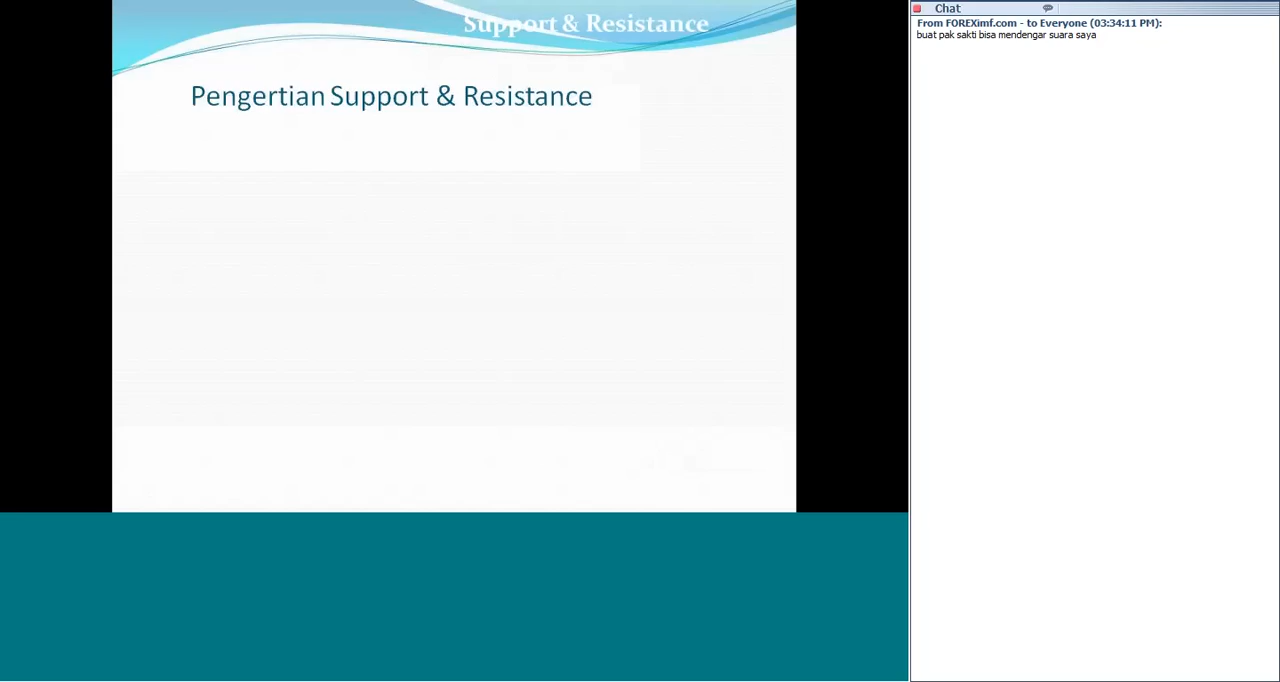 Support & Resistance
Pengertian Support & Resistance
Chat
From FOREXimf.com - to Everyone (03:34:11 PM):
buat pak sakti bisa mendengar suara saya